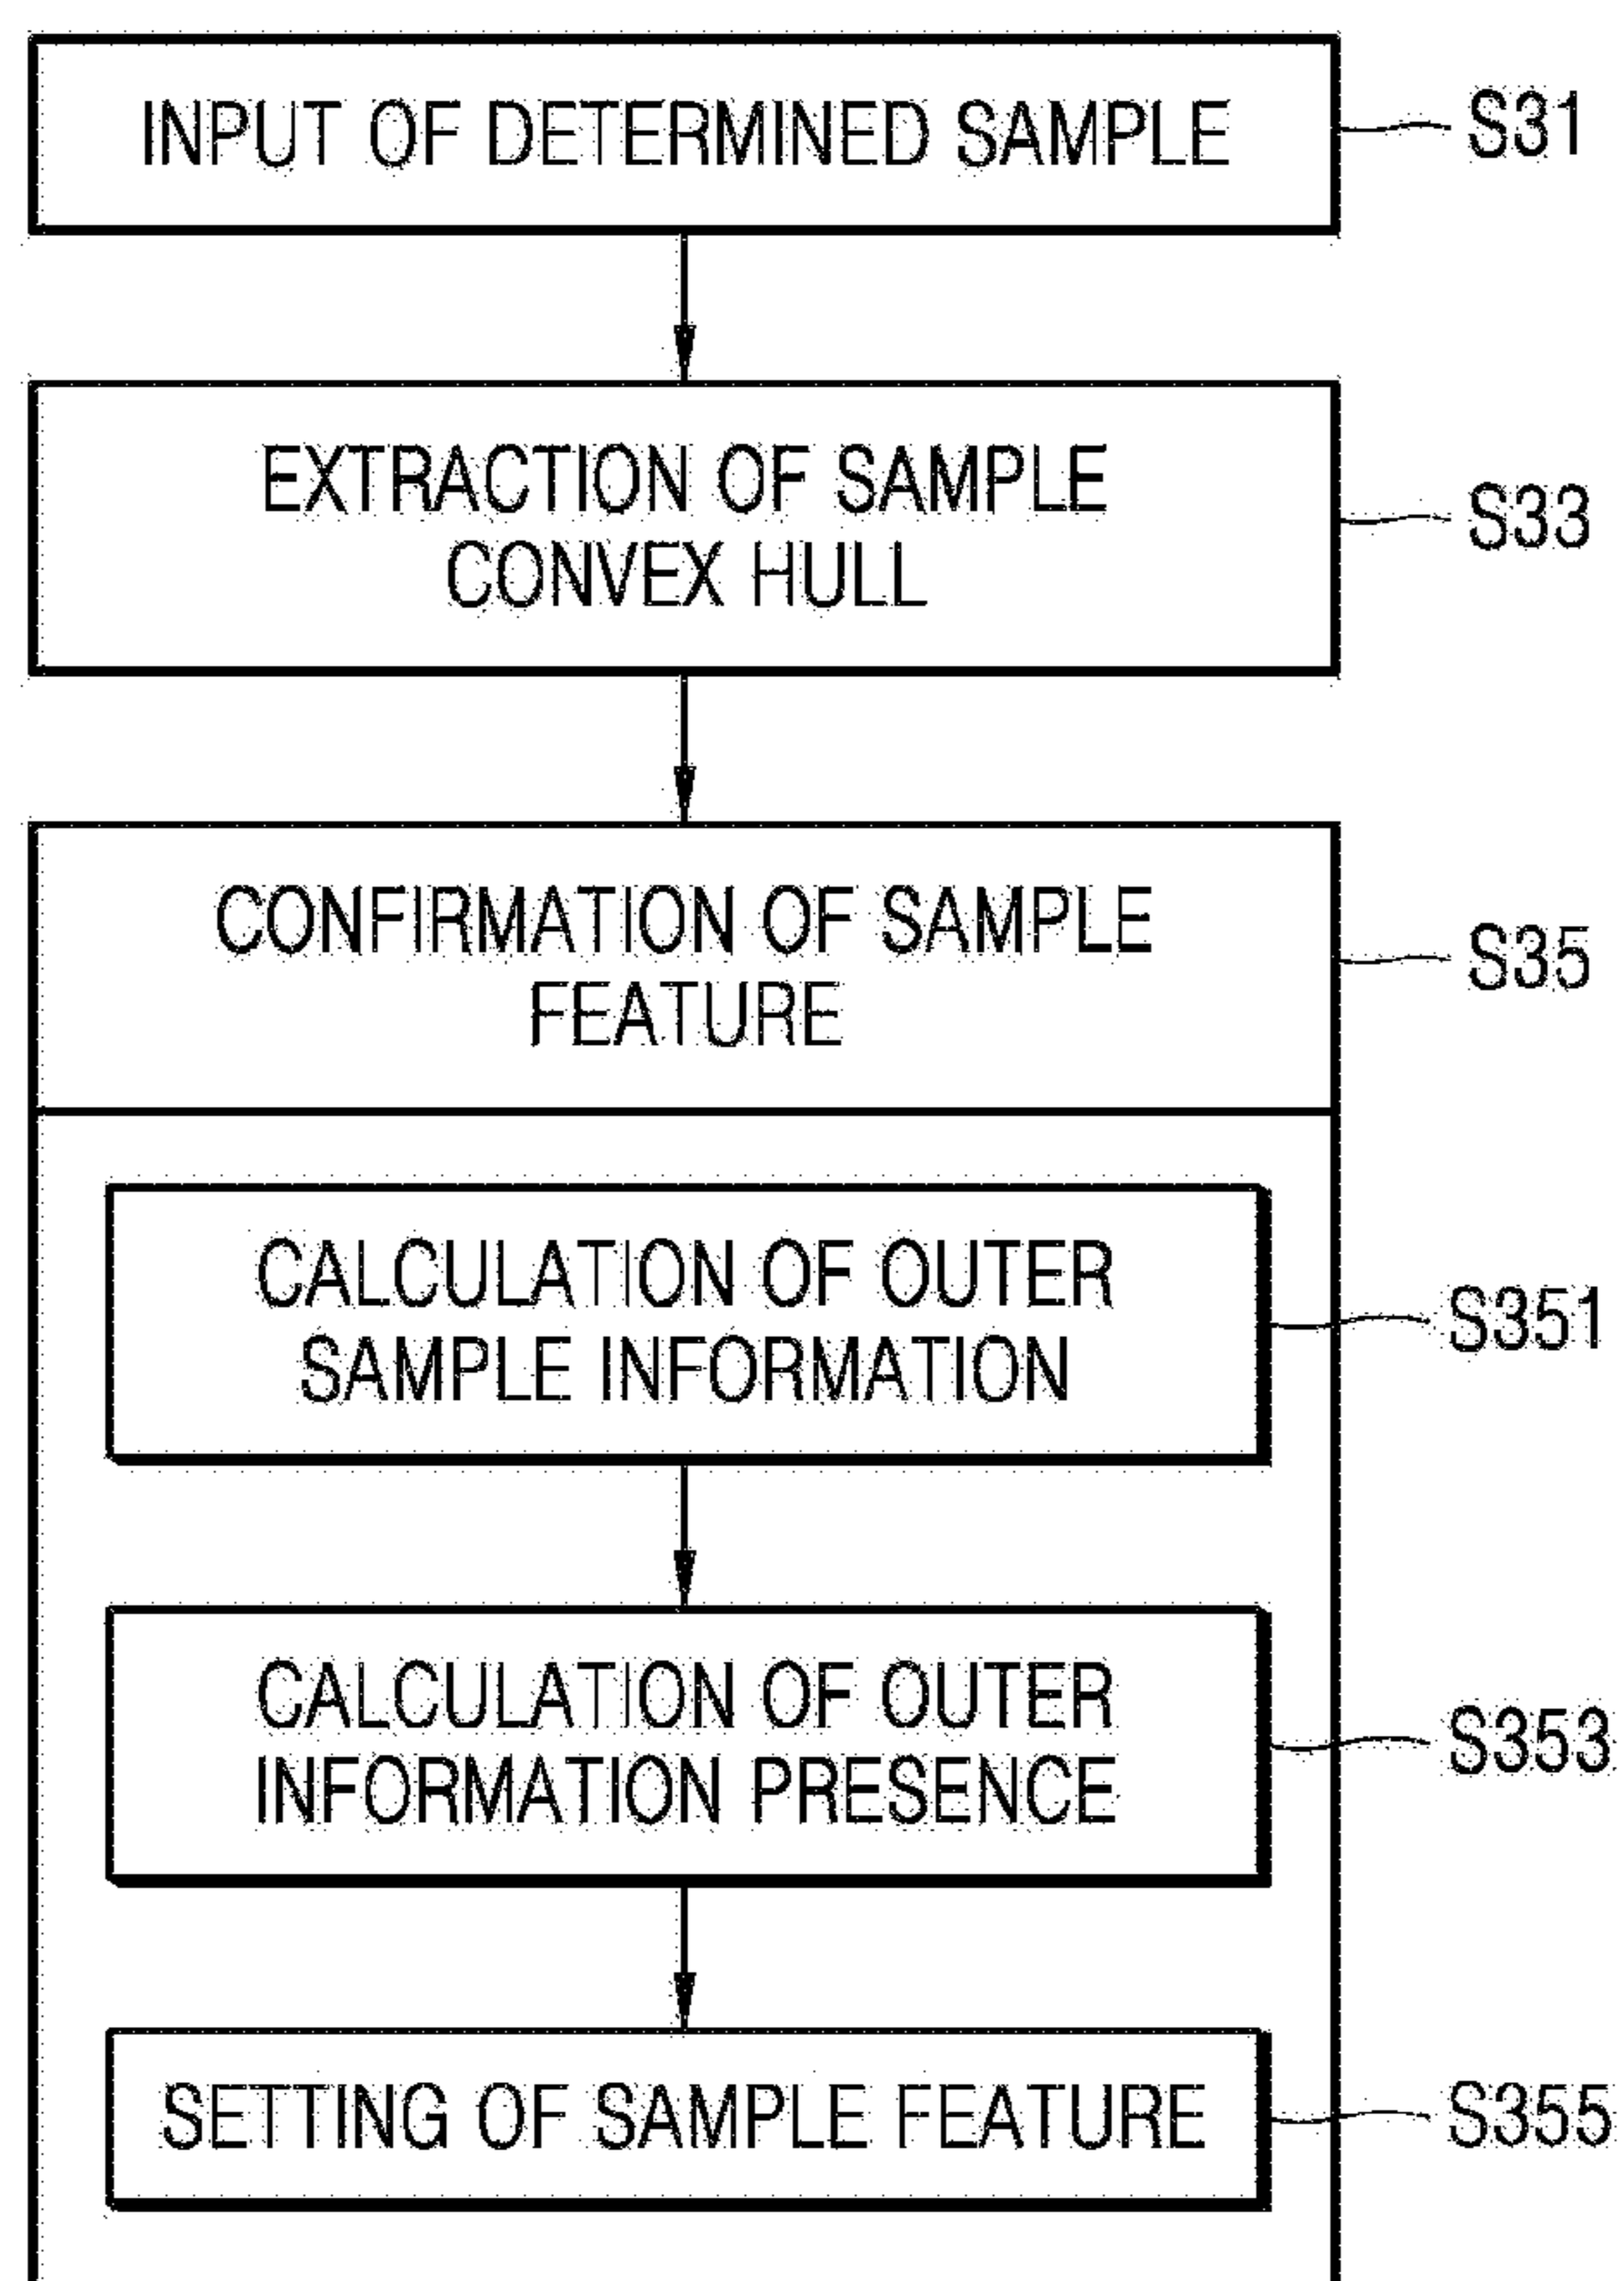 INPUT OF DETERMINED SAMPLE
S31
EXTRACTION OF SAMPLE
CONVEX HULL
S33
CONFIRMATION OF SAMPLE
FEATURE
S35
CALCULATION OF OUTER
SAMPLE INFORMATION
S351
CALCULATION OF OUTER
INFORMATION PRESENCE
S353
SETTING OF SAMPLE FEATURE
S355